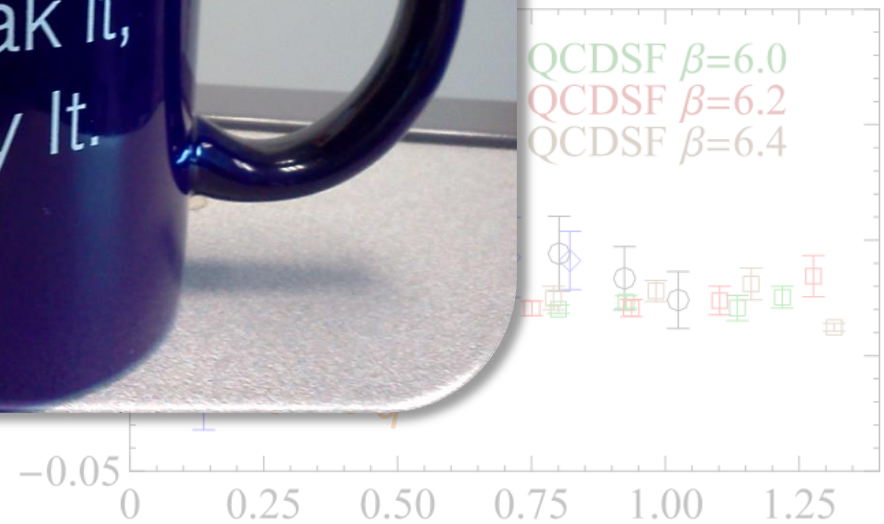 ak it,
y It.
QCDSF β=6.0
QCDSF β=6.2
QCDSF β=6.4
−0.05
0 0.25 0.50 0.75 1.00 1.25